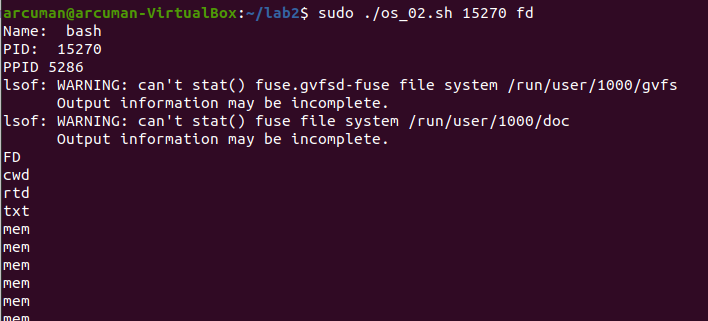 arcuman@arcuman-VirtualBox:~/lab2$ sudo ./os_02.sh 15270 fd
Name:  bash
PID:  15270
PPID 5286
lsof: WARNING: can't stat() fuse.gvfsd-fuse file system /run/user/1000/gvfs
      Output information may be incomplete.
lsof: WARNING: can't stat() fuse file system /run/user/1000/doc
      Output information may be incomplete.
FD
cwd
rtd
txt
mem
mem
mem
mem
mem
mem